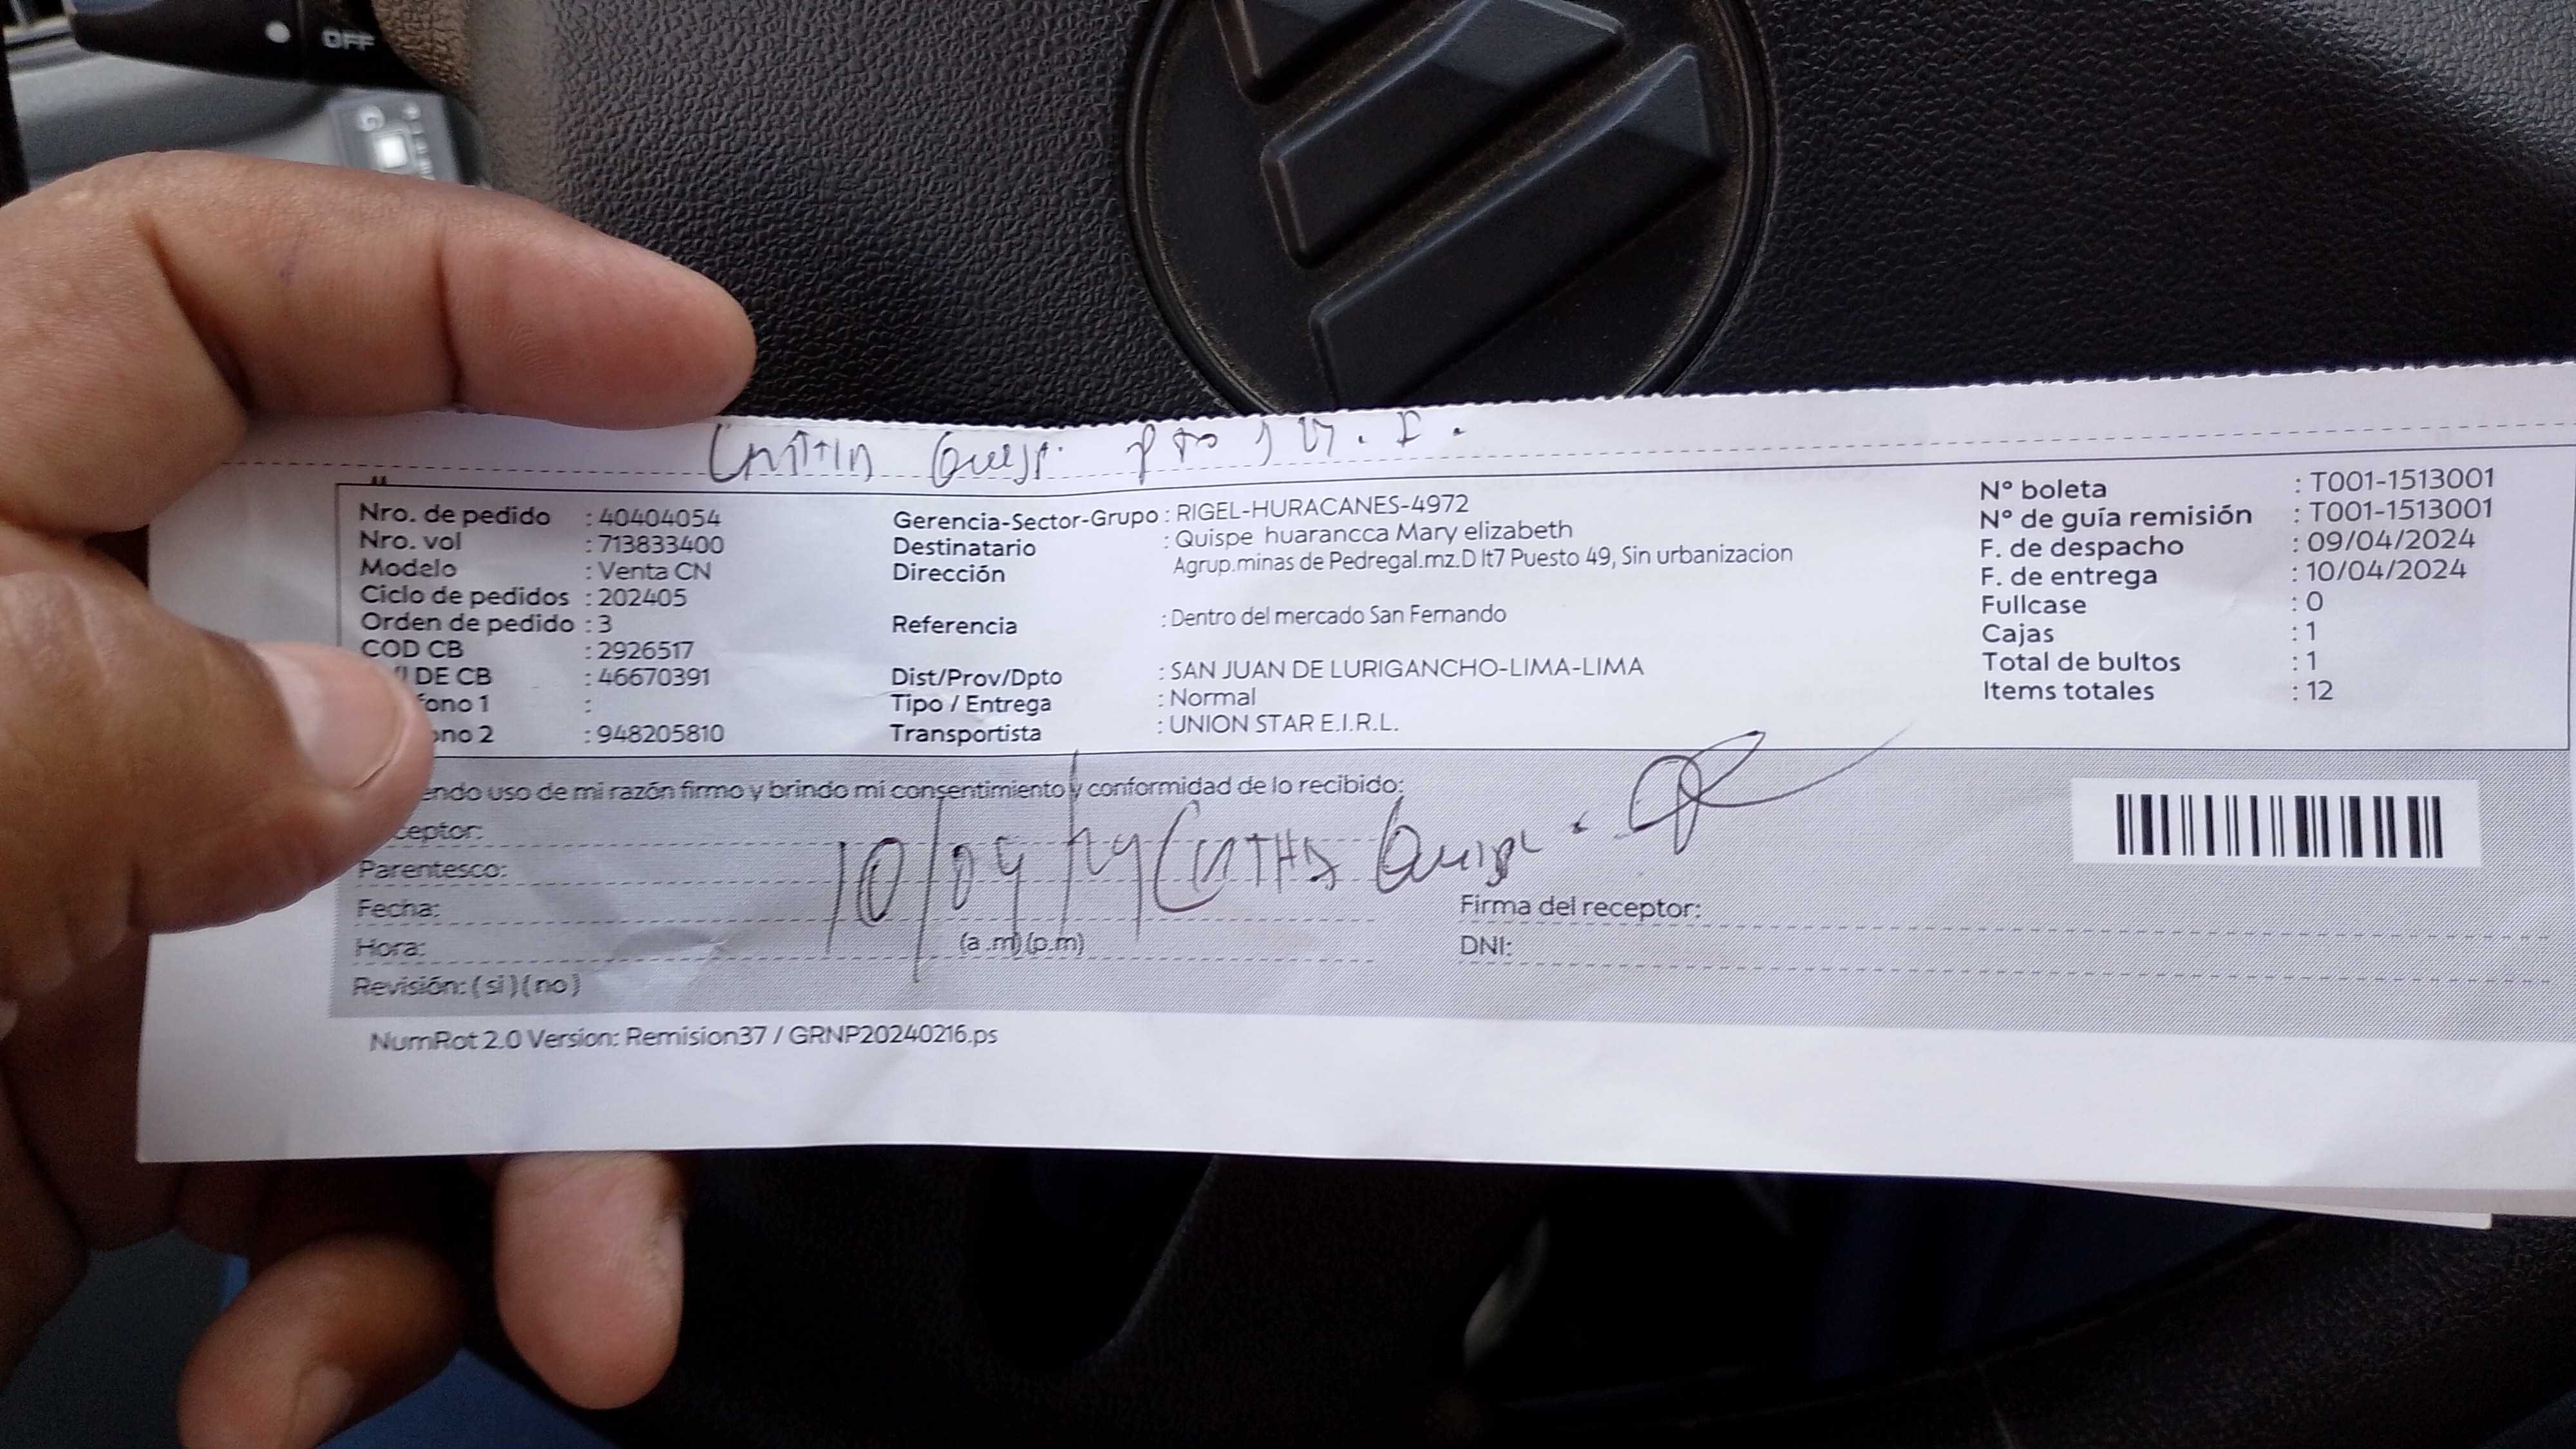 OFF
Quispe
Nro. de pedido : 40404054
Nro. vol : 713833400
Modelo : Venta CN
Ciclo de pedidos : 202405
Orden de pedido : 3
COD CB : 2926517
DE CB : 46670391
fono 1 :
ono 2 : 948205810
Gerencia-Sector-Grupo : RIGEL-HURACANES-4972
Destinatario : Quispe huarancca Mary elizabeth
Dirección Agrup.minas de Pedregal.mz.D lt7 Puesto 49, Sin urbanizacion
Referencia : Dentro del mercado San Fernando
Dist/Prov/Dpto : SAN JUAN DE LURIGANCHO-LIMA-LIMA
Tipo / Entrega : Normal
Transportista : UNION STAR E.I.R.L.
N° boleta : T001-1513001
N° de guía remisión : T001-1513001
F. de despacho : 09/04/2024
F. de entrega : 10/04/2024
Fullcase : 0
Cajas : 1
Total de bultos : 1
Items totales : 12
endo uso de mi razón firmo y brindo mi consentimiento y conformidad de lo recibido:
ceptor:
Parentesco:
10/04/24 Quispe
Fecha:
Hora: (a .m)(p.m)
Revisión: (si)(no)
Firma del receptor:
DNI:
NumRot 2.0 Version: Remision37 / GRNP20240216.ps